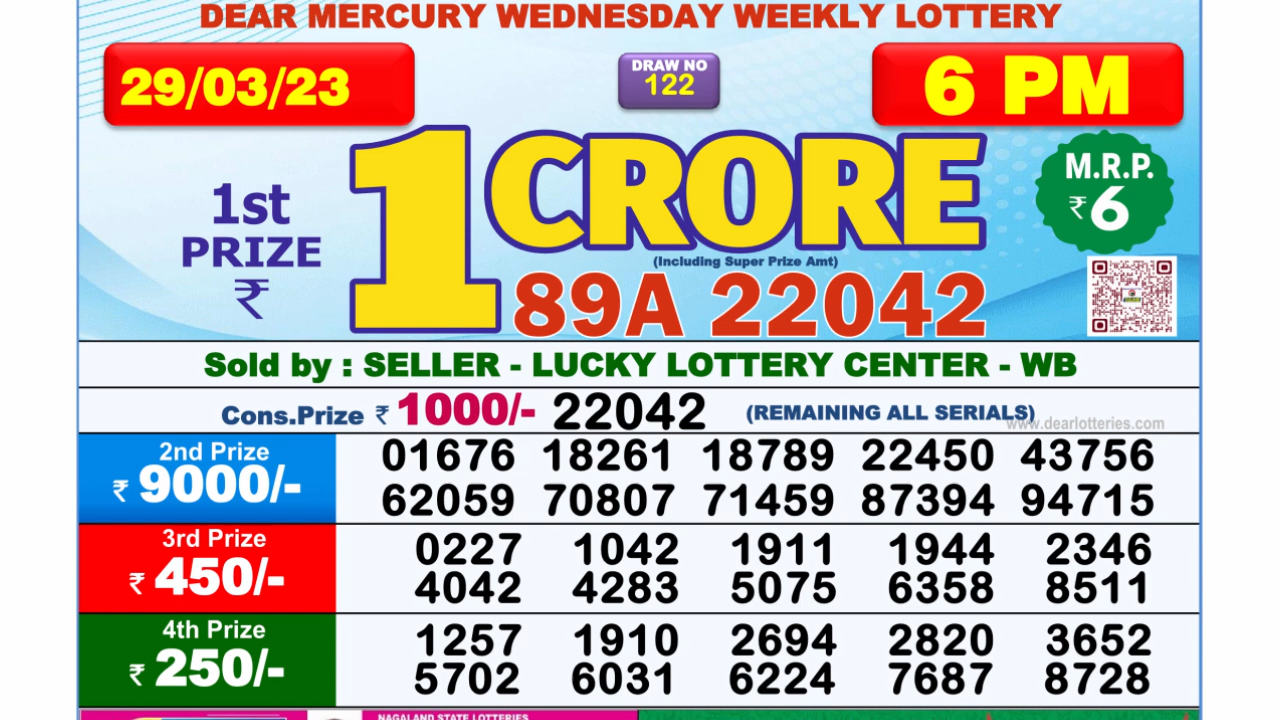 DEAR MERCURY WEDNESDAY WEEKLY LOTTERY
29/03/23
DRAW NO
122
6 PM
1st
PRIZE
₹
1 CRORE
(Including Super Prize Amt)
M.R.P.
₹ 6
89A 22042
Sold by : SELLER - LUCKY LOTTERY CENTER - WB
Cons.Prize ₹ 1000/- 22042 (REMAINING ALL SERIALS)
www.dearlotteries.com
2nd Prize
₹ 9000/-
01676 18261 18789 22450 43756
62059 70807 71459 87394 94715
3rd Prize
₹ 450/-
0227 1042 1911 1944 2346
4042 4283 5075 6358 8511
4th Prize
₹ 250/-
1257 1910 2694 2820 3652
5702 6031 6224 7687 8728
NAGALAND STATE LOTTERIES